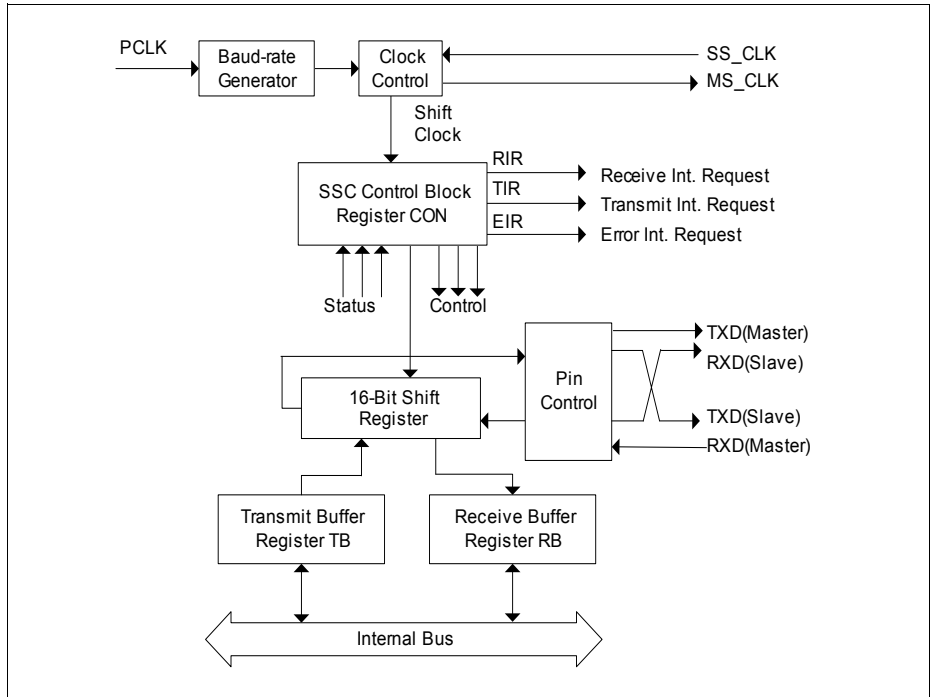 PCLK
Baud-rate
Generator
Clock
Control
SS_CLK
MS_CLK
Shift
Clock
SSC Control Block
Register CON
RIR
TIR
EIR
Receive Int. Request
Transmit Int. Request
Error Int. Request
Status
Control
16-Bit Shift
Register
Pin
Control
TXD(Master)
RXD(Slave)
TXD(Slave)
RXD(Master)
Transmit Buffer
Register TB
Receive Buffer
Register RB
Internal Bus